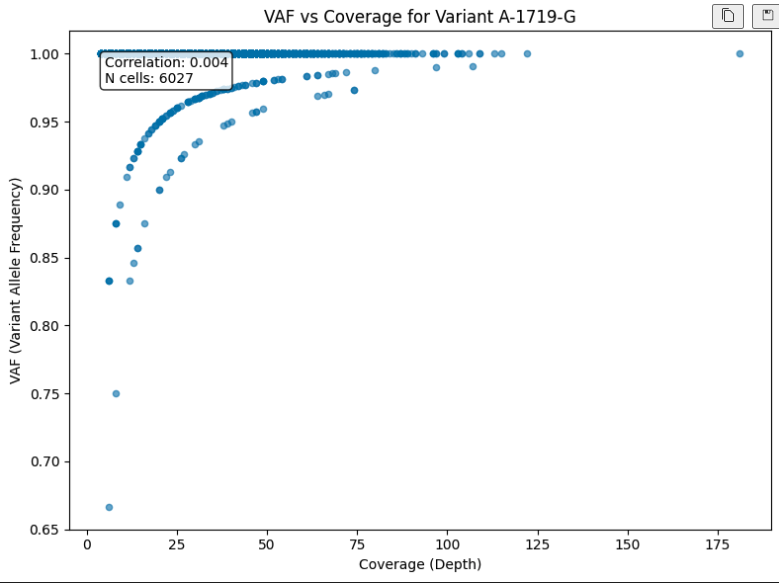 VAF vs Coverage for Variant A-1719-G
Correlation: 0.004
N cells: 6027
VAF (Variant Allele Frequency)
1.00
0.95
0.90
0.85
0.80
0.75
0.70
0.65
0 25 50 75 100 125 150 175
Coverage (Depth)